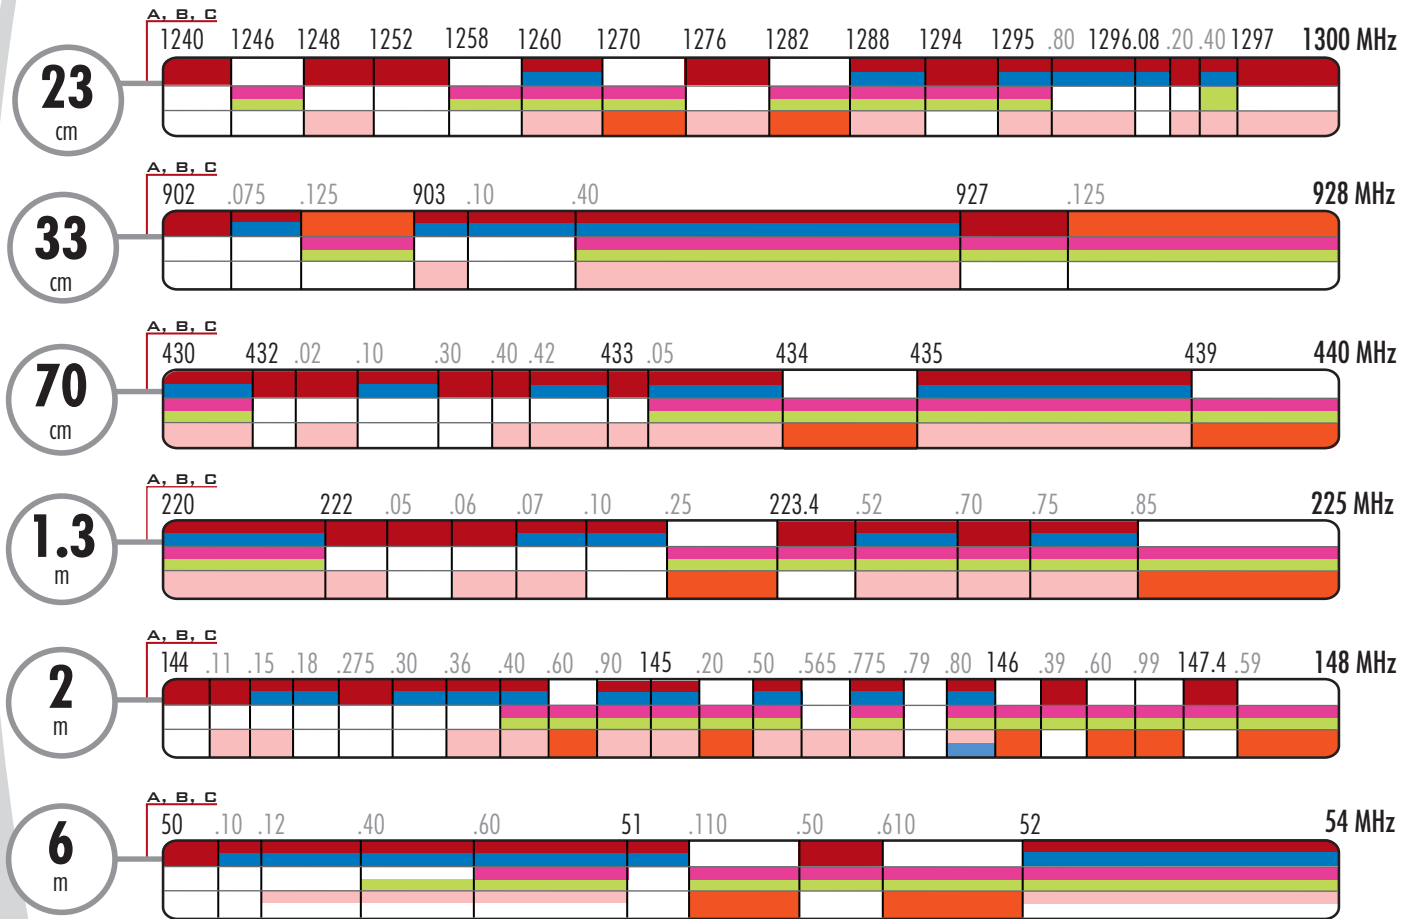 A, B, C
1240 1246 1248 1252 1258 1260 1270 1276 1282 1288 1294 1295 .80 1296.08 .20 .40 1297 1300 MHz
23
cm
A, B, C
902 .075 .125 903 .10 .40 927 .125 928 MHz
33
cm
A, B, C
430 432 .02 .10 .30 .40 .42 433 .05 434 435 439 440 MHz
70
cm
A, B, C
220 222 .05 .06 .07 .10 .25 223.4 .52 .70 .75 .85 225 MHz
1.3
m
A, B, C
144 .11 .15 .18 .275 .30 .36 .40 .60 .90 145 .20 .50 .565 .775 .79 .80 146 .39 .60 .99 147.4 .59 148 MHz
2
m
A, B, C
50 .10 .12 .40 .60 51 .110 .50 .610 52 54 MHz
6
m